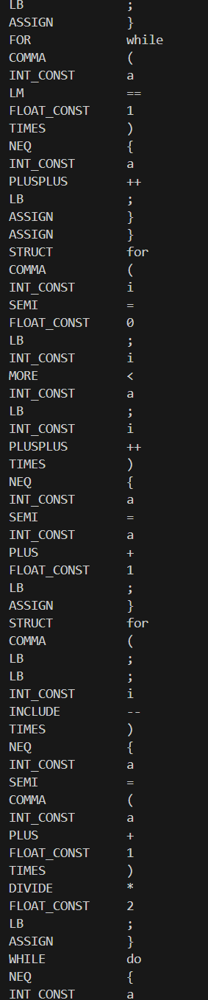 LB ;
ASSIGN }
FOR while
COMMA (
INT_CONST a
LM ==
FLOAT_CONST 1
TIMES )
NEQ {
INT_CONST a
PLUSPLUS ++
LB ;
ASSIGN }
ASSIGN }
STRUCT for
COMMA (
INT_CONST i
SEMI =
FLOAT_CONST 0
LB ;
INT_CONST i
MORE <
INT_CONST a
LB ;
INT_CONST i
PLUSPLUS ++
TIMES )
NEQ {
INT_CONST a
SEMI =
INT_CONST a
PLUS +
FLOAT_CONST 1
LB ;
ASSIGN }
STRUCT for
COMMA (
LB ;
LB ;
INT_CONST i
INCLUDE --
TIMES )
NEQ {
INT_CONST a
SEMI =
COMMA (
INT_CONST a
PLUS +
FLOAT_CONST 1
TIMES )
DIVIDE *
FLOAT_CONST 2
LB ;
ASSIGN }
WHILE do
NEQ {
INT_CONST a